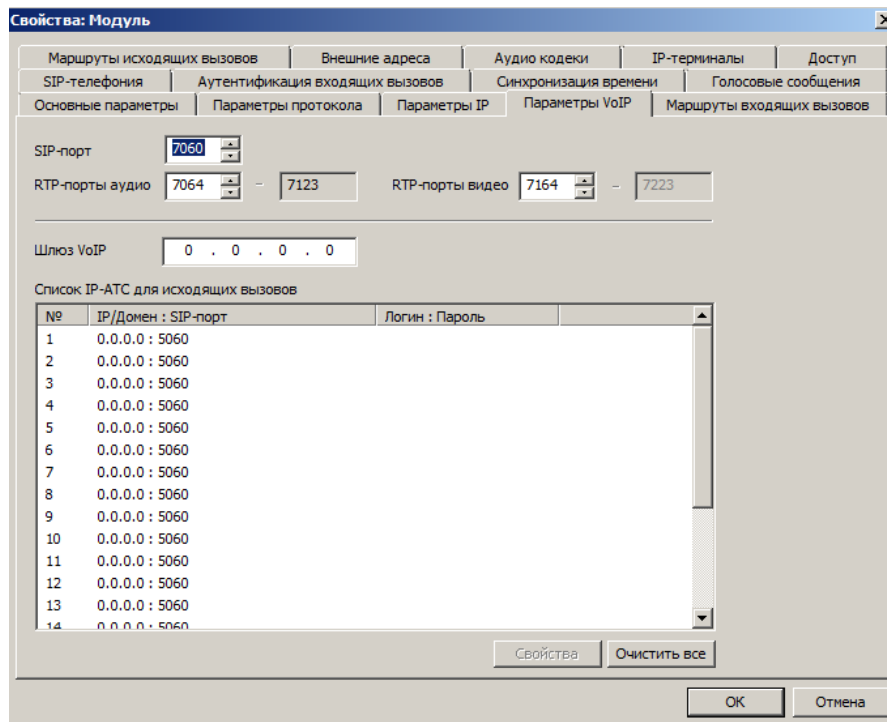 Свойства: Модуль
Маршруты исходящих вызовов Внешние адреса Аудио кодеки IP-терминалы Доступ
SIP-телефония Аутентификация входящих вызовов Синхронизация времени Голосовые сообщения
Основные параметры Параметры протокола Параметры IP Параметры VoIP Маршруты входящих вызовов
SIP-порт 7060
RTP-порты аудио 7064 - 7123 RTP-порты видео 7164 - 7223
Шлюз VoIP 0 . 0 . 0 . 0
Список IP-АТС для исходящих вызовов
№ IP/Домен : SIP-порт Логин : Пароль
1 0.0.0.0 : 5060
2 0.0.0.0 : 5060
3 0.0.0.0 : 5060
4 0.0.0.0 : 5060
5 0.0.0.0 : 5060
6 0.0.0.0 : 5060
7 0.0.0.0 : 5060
8 0.0.0.0 : 5060
9 0.0.0.0 : 5060
10 0.0.0.0 : 5060
11 0.0.0.0 : 5060
12 0.0.0.0 : 5060
13 0.0.0.0 : 5060
14 0.0.0.0 : 5060
Свойства Очистить все
ОК Отмена